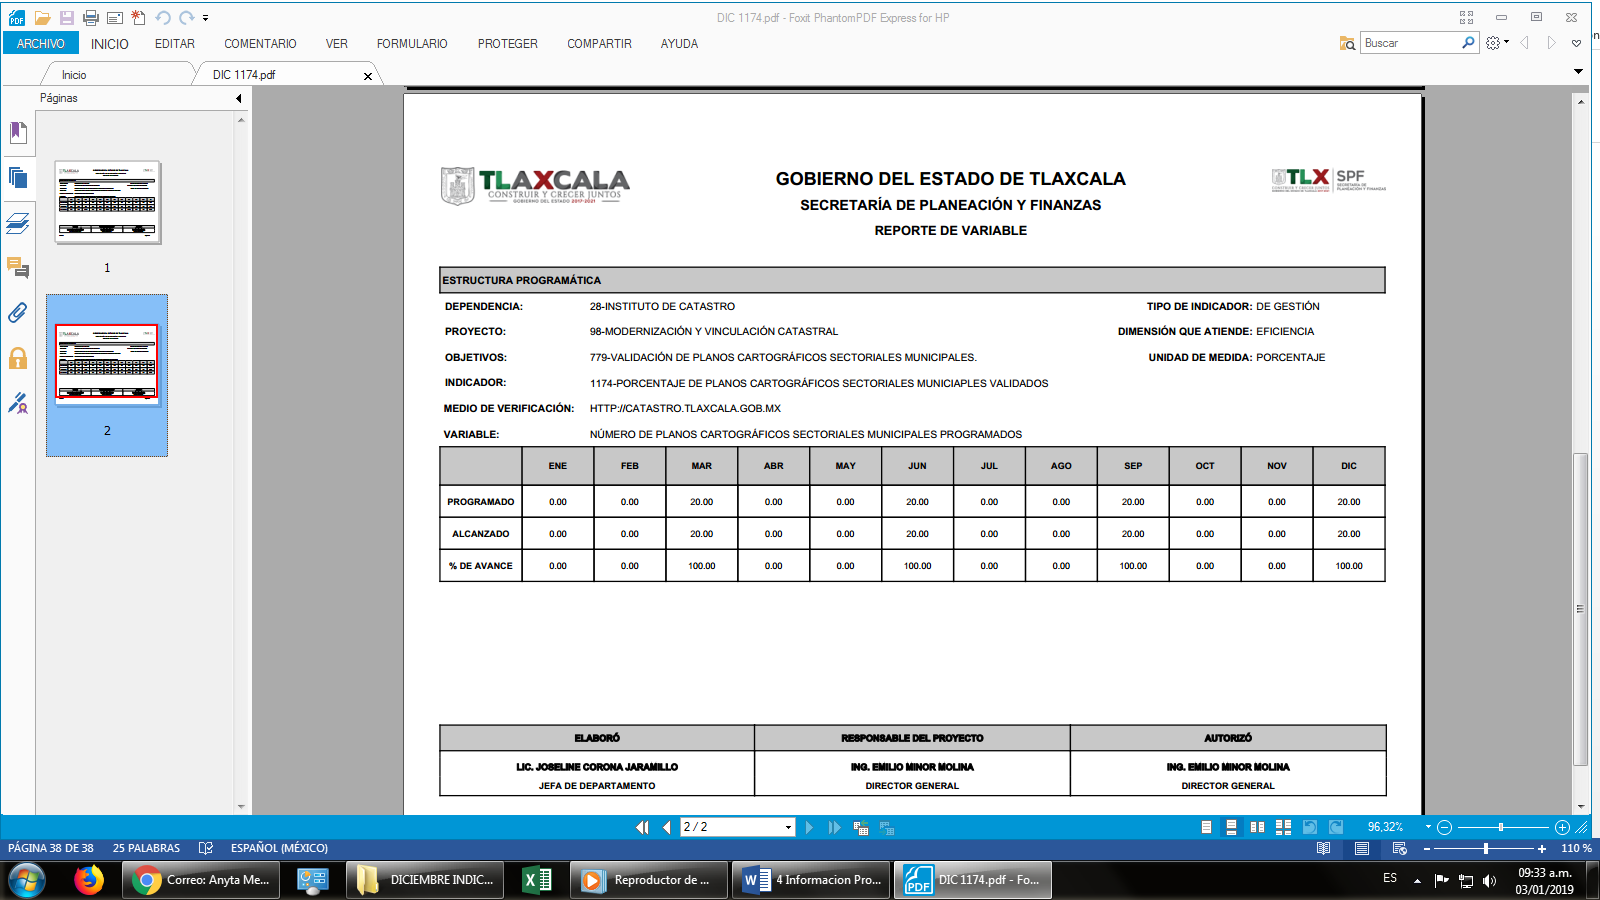 DIC 1174.pdf - Foxit PhantomPDF Express for HP
ARCHIVO INICIO EDITAR COMENTARIO VER FORMULARIO PROTEGER COMPARTIR AYUDA Buscar
Inicio DIC 1174.pdf
Páginas
1
2
TLAXCALA
CONSTRUIR Y CRECER JUNTOS
GOBIERNO DEL ESTADO 2017-2021
GOBIERNO DEL ESTADO DE TLAXCALA
SECRETARÍA DE PLANEACIÓN Y FINANZAS
REPORTE DE VARIABLE
TLX SPF
SECRETARÍA DE
PLANEACIÓN Y FINANZAS
ESTRUCTURA PROGRAMÁTICA
DEPENDENCIA: 28-INSTITUTO DE CATASTRO TIPO DE INDICADOR: DE GESTIÓN
PROYECTO: 98-MODERNIZACIÓN Y VINCULACIÓN CATASTRAL DIMENSIÓN QUE ATIENDE: EFICIENCIA
OBJETIVOS: 779-VALIDACIÓN DE PLANOS CARTOGRÁFICOS SECTORIALES MUNICIPALES. UNIDAD DE MEDIDA: PORCENTAJE
INDICADOR: 1174-PORCENTAJE DE PLANOS CARTOGRÁFICOS SECTORIALES MUNICIAPLES VALIDADOS
MEDIO DE VERIFICACIÓN: HTTP://CATASTRO.TLAXCALA.GOB.MX
VARIABLE: NÚMERO DE PLANOS CARTOGRÁFICOS SECTORIALES MUNICIPALES PROGRAMADOS
ENE FEB MAR ABR MAY JUN JUL AGO SEP OCT NOV DIC
PROGRAMADO 0.00 0.00 20.00 0.00 0.00 20.00 0.00 0.00 20.00 0.00 0.00 20.00
ALCANZADO 0.00 0.00 20.00 0.00 0.00 20.00 0.00 0.00 20.00 0.00 0.00 20.00
% DE AVANCE 0.00 0.00 100.00 0.00 0.00 100.00 0.00 0.00 100.00 0.00 0.00 100.00
ELABORÓ RESPONSABLE DEL PROYECTO AUTORIZÓ
LIC. JOSELINE CORONA JARAMILLO ING. EMILIO MINOR MOLINA ING. EMILIO MINOR MOLINA
JEFA DE DEPARTAMENTO DIRECTOR GENERAL DIRECTOR GENERAL
2 / 2 96,32%
PÁGINA 38 DE 38 25 PALABRAS ESPAÑOL (MÉXICO) 110 %
Correo: Anyta Me... DICIEMBRE INDIC... Reproductor de ... 4 Informacion Pro... DIC 1174.pdf - Fo... ES 09:33 a.m.
03/01/2019